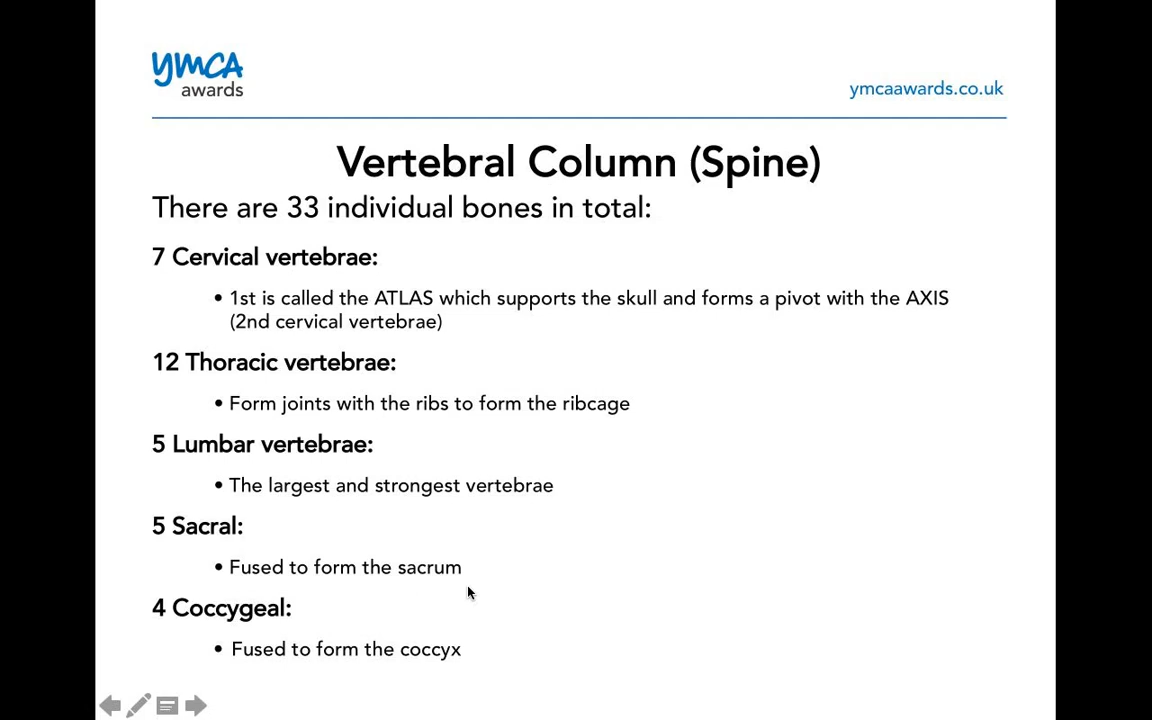 ymca
awards
ymcaawards.co.uk
Vertebral Column (Spine)
There are 33 individual bones in total:
7 Cervical vertebrae:
• 1st is called the ATLAS which supports the skull and forms a pivot with the AXIS
(2nd cervical vertebrae)
12 Thoracic vertebrae:
• Form joints with the ribs to form the ribcage
5 Lumbar vertebrae:
• The largest and strongest vertebrae
5 Sacral:
• Fused to form the sacrum
4 Coccygeal:
• Fused to form the coccyx